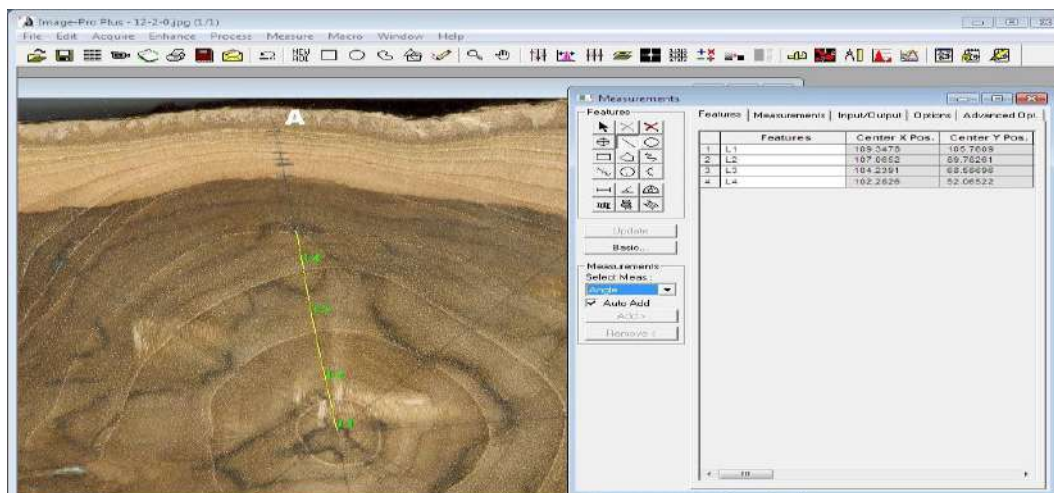 Image-Pro Plus - 12-2-0.jpg (1/1)
File Edit Acquire Enhance Process Measure Macro Window Help
A
L4
Measurements
Features
Update
Basic...
Measurements
Select Meas.:
Angle
Auto Add
Add >
Remove <
Features Measurements Input/Output Options Advanced Opt.
Features Center X Pos. Center Y Pos.
1 L1 109.3478 105.7609
2 L2 107.0652 89.78261
3 L3 104.2391 68.58696
4 L4 102.2826 52.06522